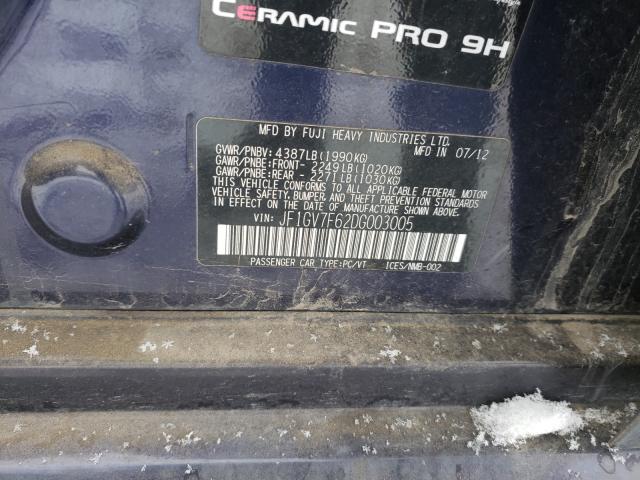 CERAMIC PRO 9H
MFD BY FUJI HEAVY INDUSTRIES LTD.
GVWR/PNBV: 4387LB(1990KG) MFD IN 07/12
GAWR/PNBE:FRONT- 2249LB(1020KG)
GAWR/PNBE:REAR - 2271LB(1030KG)
THIS VEHICLE CONFORMS TO ALL APPLICABLE FEDERAL MOTOR
VEHICLE SAFETY, BUMPER, AND THEFT PREVENTION STANDARDS
IN EFFECT ON THE DATE OF MANUFACTURE SHOWN ABOVE.
VIN: JF1GV7F62DG003005
PASSENGER CAR TYPE:PC/VT ICES/NMB-002